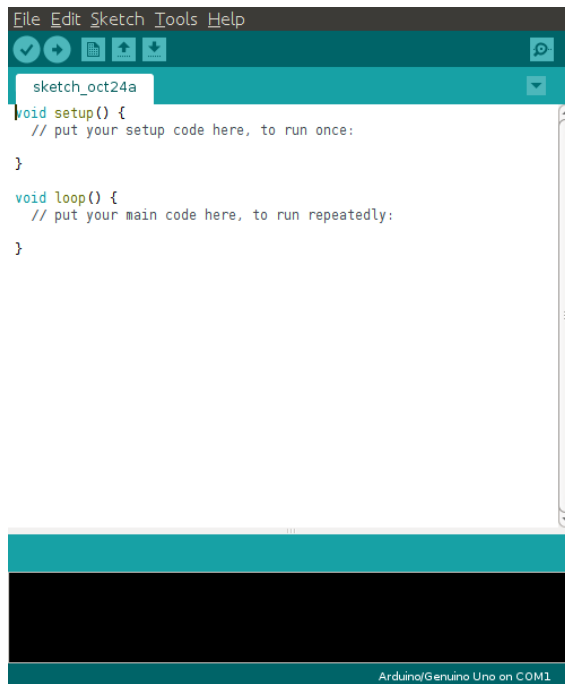 File Edit Sketch Tools Help
sketch_oct24a
void setup() {
  // put your setup code here, to run once:
}
void loop() {
  // put your main code here, to run repeatedly:
}
Arduino/Genuino Uno on COM1